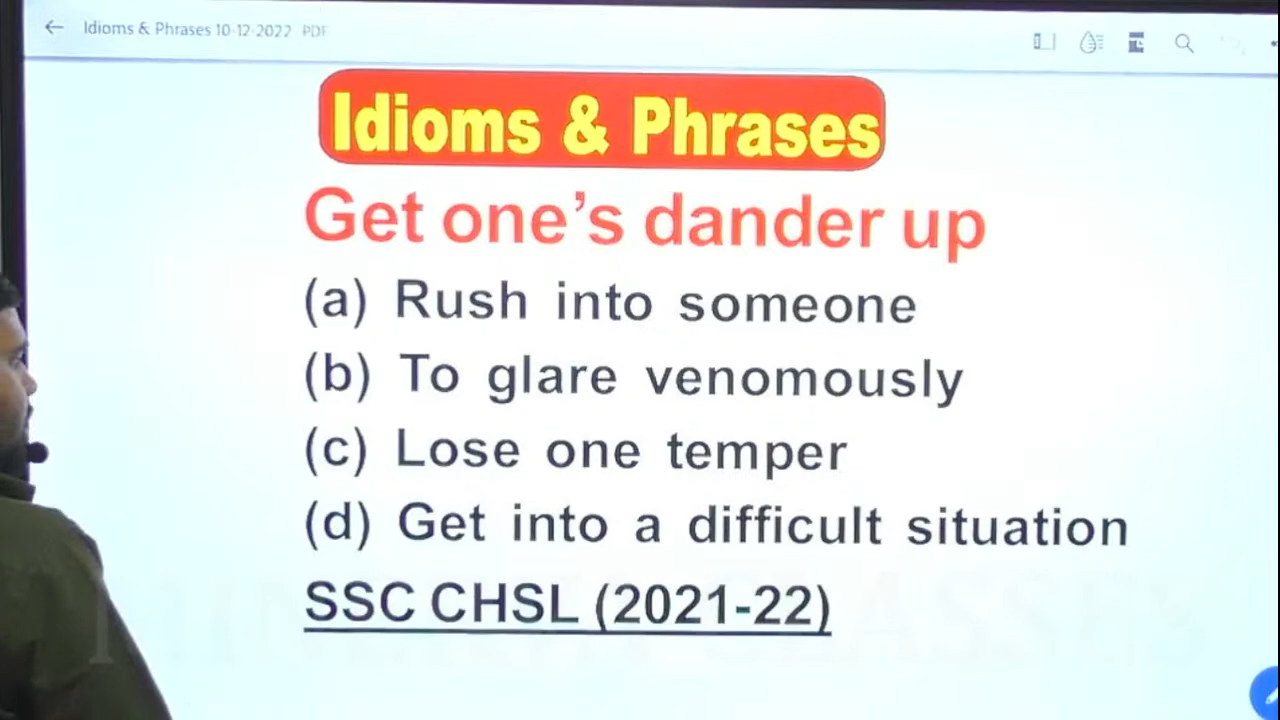 Idioms & Phrases 10-12-2022 PDF
Idioms & Phrases
Get one's dander up
(a) Rush into someone
(b) To glare venomously
(c) Lose one temper
(d) Get into a difficult situation
SSC CHSL (2021-22)